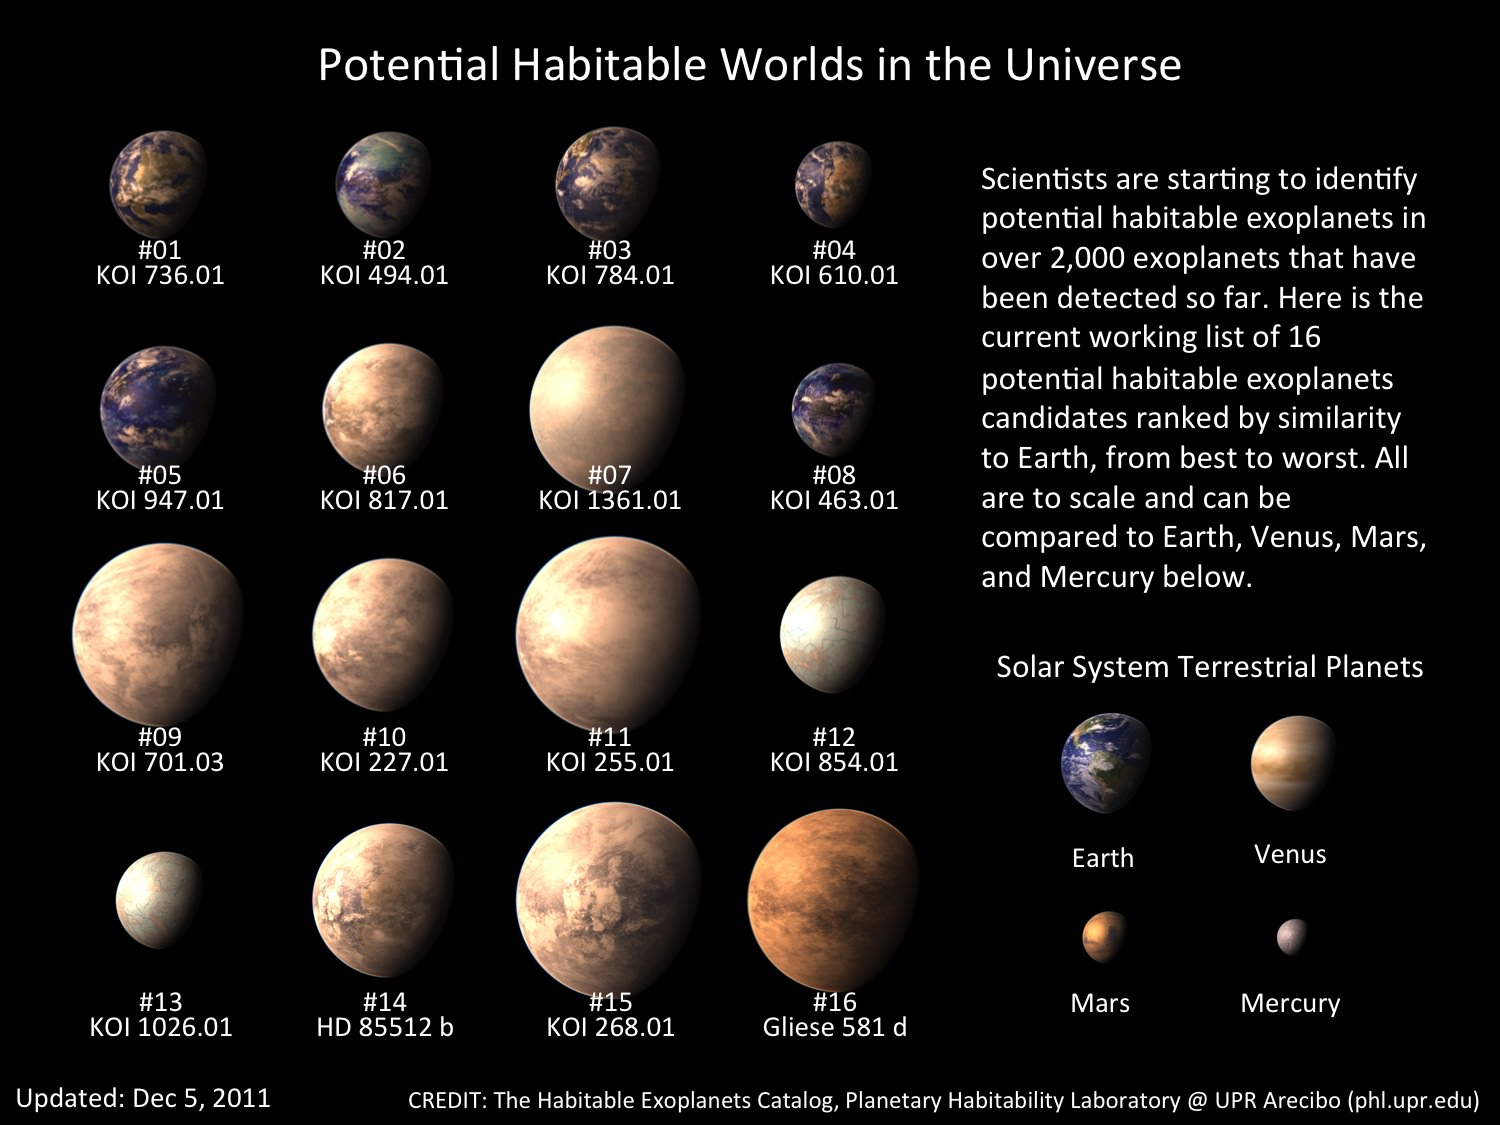 Potential Habitable Worlds in the Universe
#01
KOI 736.01
#02
KOI 494.01
#03
KOI 784.01
#04
KOI 610.01
#05
KOI 947.01
#06
KOI 817.01
#07
KOI 1361.01
#08
KOI 463.01
#09
KOI 701.03
#10
KOI 227.01
#11
KOI 255.01
#12
KOI 854.01
#13
KOI 1026.01
#14
HD 85512 b
#15
KOI 268.01
#16
Gliese 581 d
Scientists are starting to identify
potential habitable exoplanets in
over 2,000 exoplanets that have
been detected so far. Here is the
current working list of 16
potential habitable exoplanets
candidates ranked by similarity
to Earth, from best to worst. All
are to scale and can be
compared to Earth, Venus, Mars,
and Mercury below.
Solar System Terrestrial Planets
Earth
Venus
Mars
Mercury
Updated: Dec 5, 2011
CREDIT: The Habitable Exoplanets Catalog, Planetary Habitability Laboratory @ UPR Arecibo (phl.upr.edu)